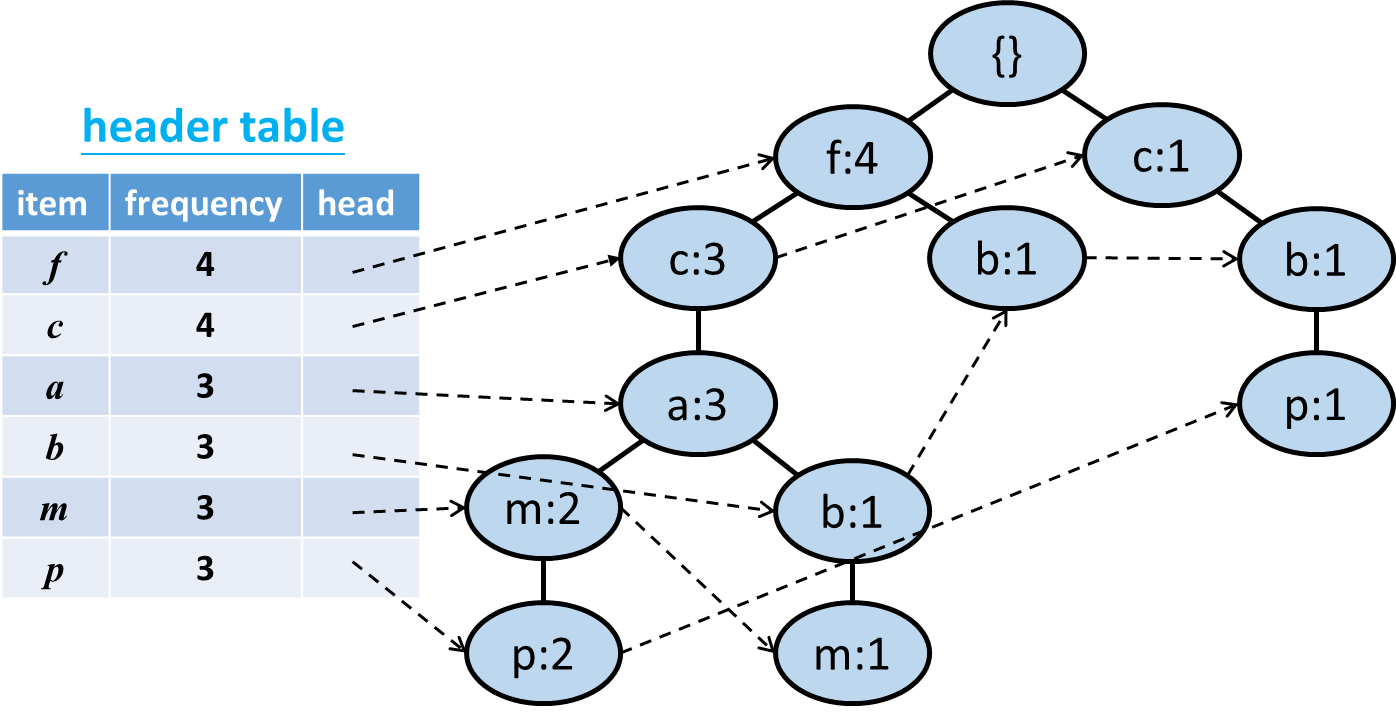 header table
item frequency head
f 4
c 4
a 3
b 3
m 3
p 3
{}
f:4 c:1
c:3 b:1 b:1
a:3 p:1
m:2 b:1
p:2 m:1